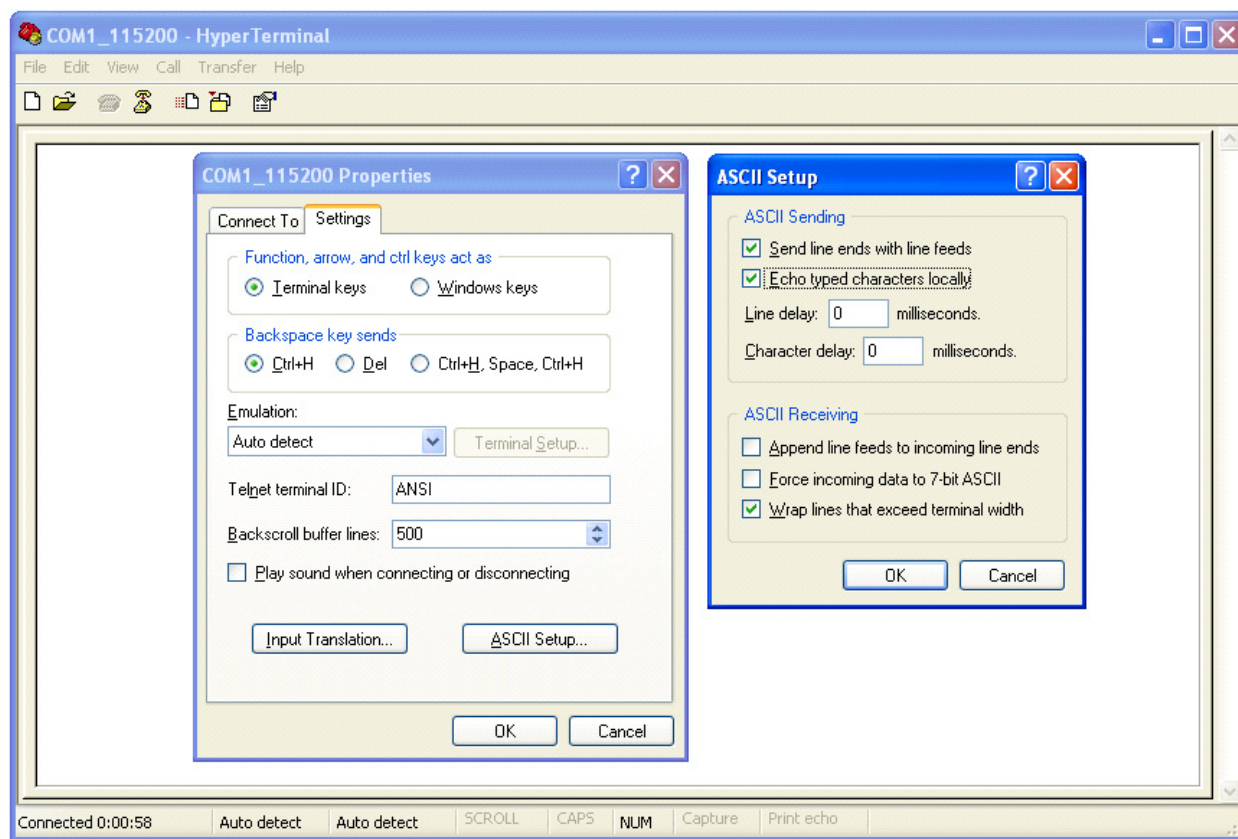 COM1_115200 - HyperTerminal
File Edit View Call Transfer Help
COM1_115200 Properties
Connect To Settings
Function, arrow, and ctrl keys act as
Terminal keys Windows keys
Backspace key sends
Ctrl+H Del Ctrl+H, Space, Ctrl+H
Emulation:
Auto detect Terminal Setup...
Telnet terminal ID: ANSI
Backscroll buffer lines: 500
Play sound when connecting or disconnecting
Input Translation... ASCII Setup...
OK Cancel
ASCII Setup
ASCII Sending
Send line ends with line feeds
Echo typed characters locally
Line delay: 0 milliseconds.
Character delay: 0 milliseconds.
ASCII Receiving
Append line feeds to incoming line ends
Force incoming data to 7-bit ASCII
Wrap lines that exceed terminal width
OK Cancel
Connected 0:00:58 Auto detect Auto detect SCROLL CAPS NUM Capture Print echo